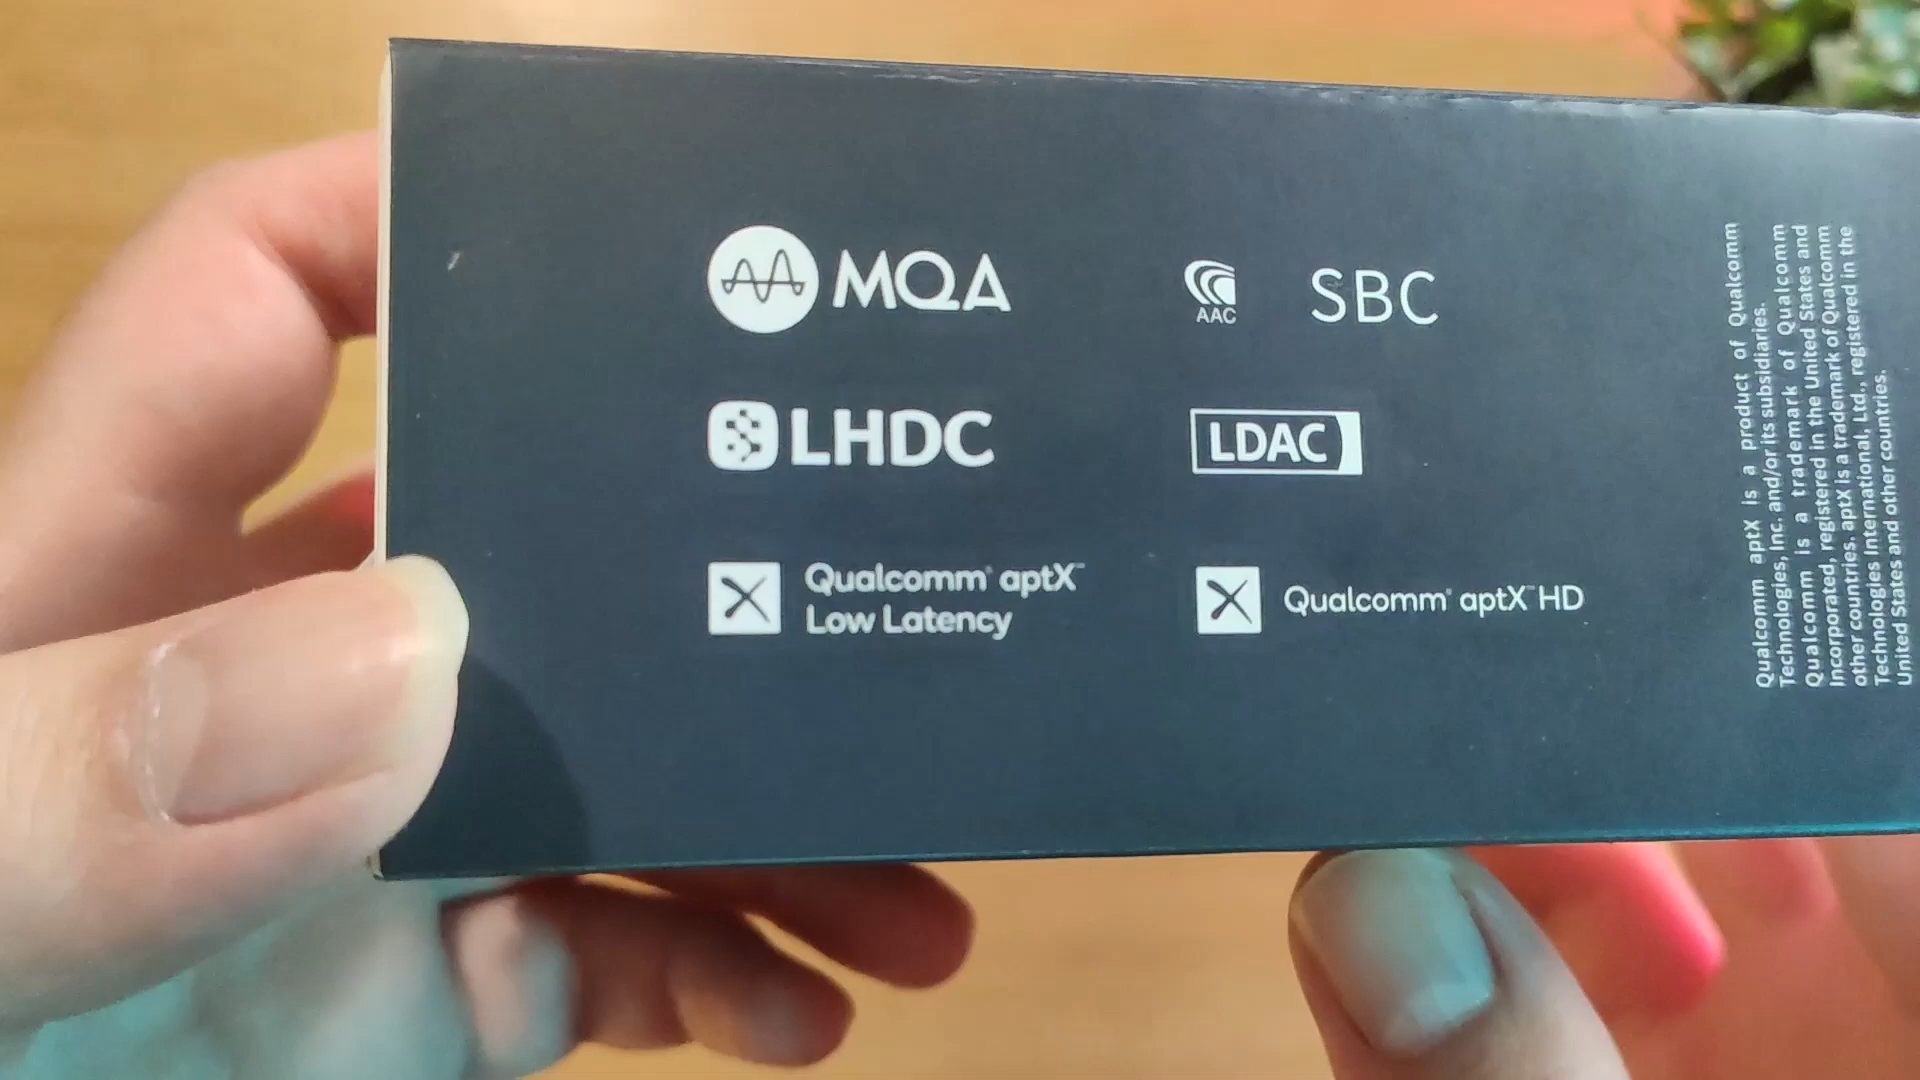 MQA
AAC
SBC
LHDC
LDAC
Qualcomm® aptX™
Low Latency
Qualcomm® aptX™ HD
Qualcomm aptX is a product of Qualcomm
Technologies, Inc. and/or its subsidiaries.
Qualcomm is a trademark of Qualcomm
Incorporated, registered in the United States and
other countries. aptX is a trademark of Qualcomm
Technologies International, Ltd., registered in the
United States and other countries.